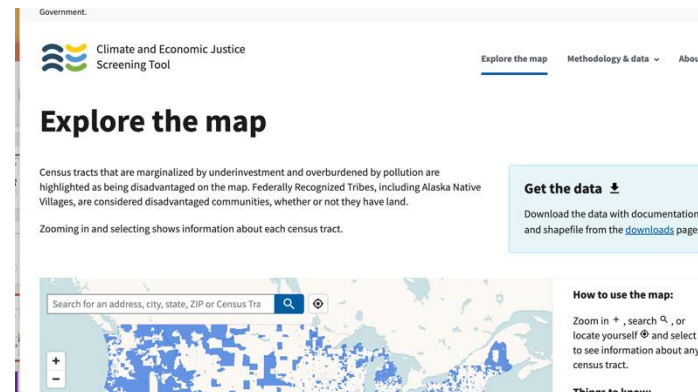 Government.
Climate and Economic Justice
Screening Tool
Explore the map
Methodology & data
Explore the map
Census tracts that are marginalized by underinvestment and overburdened by pollution are
highlighted as being disadvantaged on the map. Federally Recognized Tribes, including Alaska Native
Villages, are considered disadvantaged communities, whether or not they have land.
Zooming in and selecting shows information about each census tract.
Get the data
Download the data with documentation
and shapefile from the downloads page
Search for an address, city, state, ZIP or Census Tra
+
−
How to use the map:
Zoom in + , search , or
locate yourself and select
to see information about any
census tract.
Things to know: